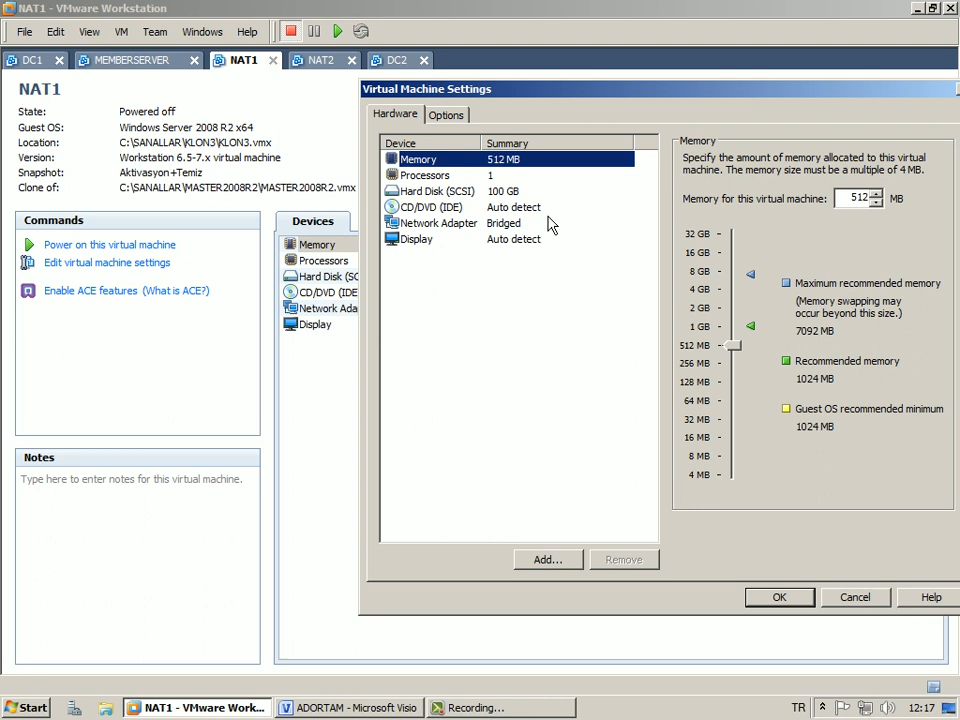 NAT1 - VMware Workstation
File Edit View VM Team Windows Help
DC1 MEMBERSERVER NAT1 NAT2 DC2
NAT1
State: Powered off
Guest OS: Windows Server 2008 R2 x64
Location: C:\SANALLAR\KLON3\KLON3.vmx
Version: Workstation 6.5-7.x virtual machine
Snapshot: Aktivasyon+Temiz
Clone of: C:\SANALLAR\MASTER2008R2\MASTER2008R2.vmx
Commands
Power on this virtual machine
Edit virtual machine settings
Enable ACE features (What is ACE?)
Notes
Type here to enter notes for this virtual machine.
Devices
Memory
Processors
Hard Disk (SC
CD/DVD (IDE
Network Ada
Display
Virtual Machine Settings
Hardware Options
Device Summary
Memory 512 MB
Processors 1
Hard Disk (SCSI) 100 GB
CD/DVD (IDE) Auto detect
Network Adapter Bridged
Display Auto detect
Add... Remove
Memory
Specify the amount of memory allocated to this virtual
machine. The memory size must be a multiple of 4 MB.
Memory for this virtual machine: 512 MB
32 GB
16 GB
8 GB
4 GB
2 GB
1 GB
512 MB
256 MB
128 MB
64 MB
32 MB
16 MB
8 MB
4 MB
Maximum recommended memory
(Memory swapping may
occur beyond this size.)
7092 MB
Recommended memory
1024 MB
Guest OS recommended minimum
1024 MB
OK Cancel Help
Start NAT1 - VMware Work... ADORTAM - Microsoft Visio Recording... TR 12:17